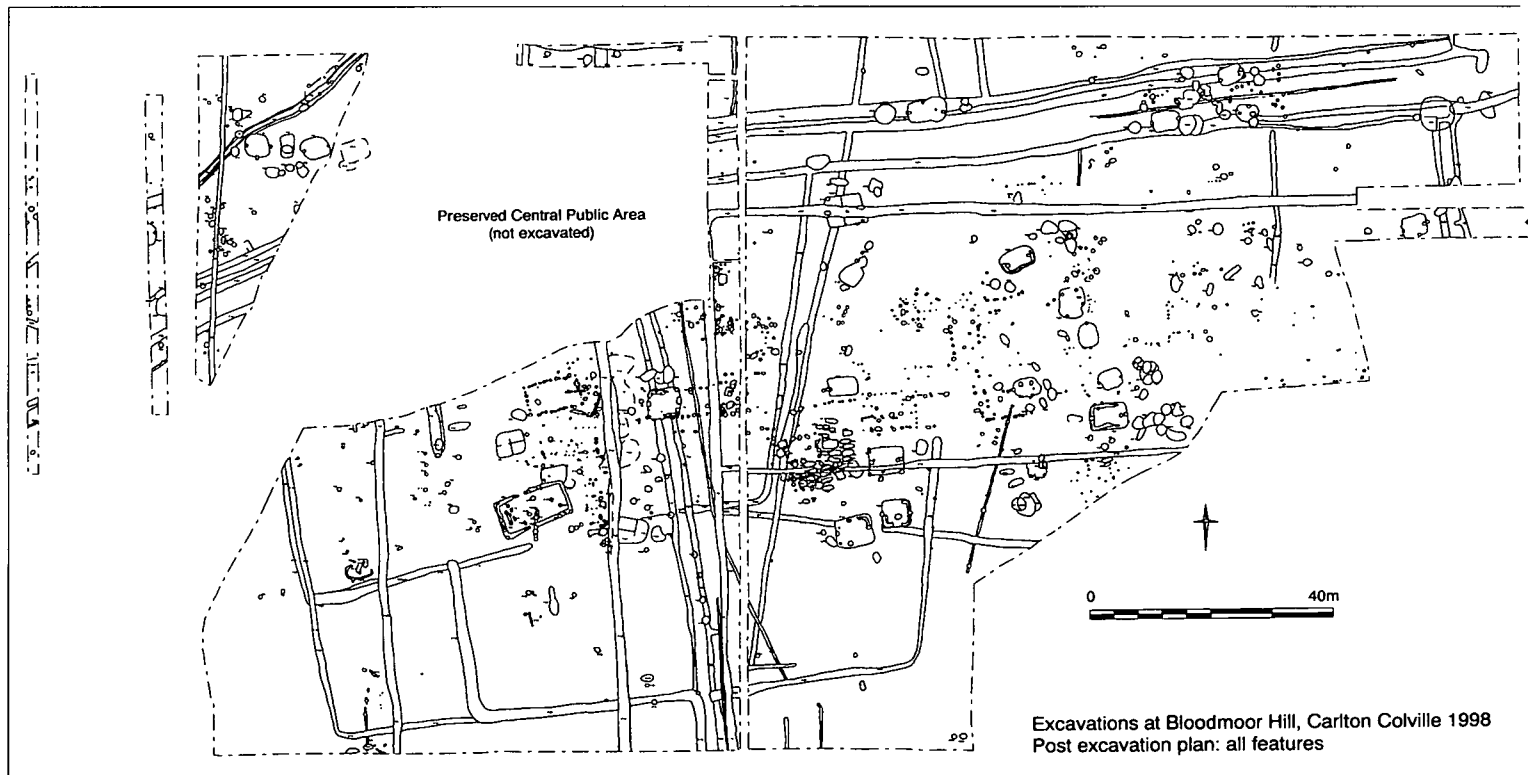 Preserved Central Public Area
(not excavated)
0 40m
Excavations at Bloodmoor Hill, Carlton Colville 1998
Post excavation plan: all features